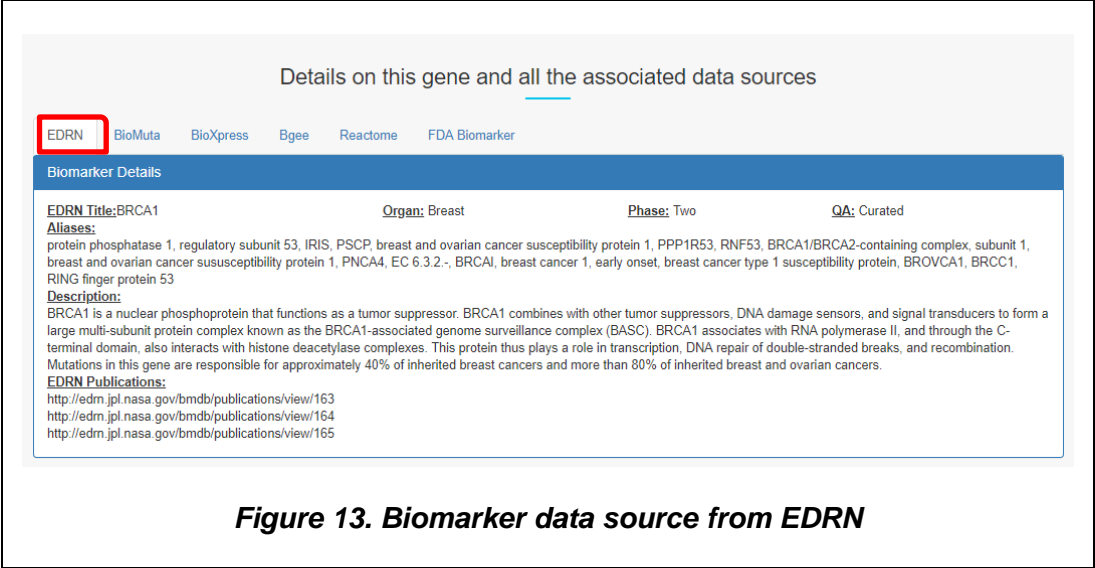 Details on this gene and all the associated data sources
EDRN BioMuta BioXpress Bgee Reactome FDA Biomarker
Biomarker Details
EDRN Title:BRCA1 Organ: Breast Phase: Two QA: Curated
Aliases:
protein phosphatase 1, regulatory subunit 53, IRIS, PSCP, breast and ovarian cancer susceptibility protein 1, PPP1R53, RNF53, BRCA1/BRCA2-containing complex, subunit 1,
breast and ovarian cancer sususceptibility protein 1, PNCA4, EC 6.3.2.-, BRCAI, breast cancer 1, early onset, breast cancer type 1 susceptibility protein, BROVCA1, BRCC1,
RING finger protein 53
Description:
BRCA1 is a nuclear phosphoprotein that functions as a tumor suppressor. BRCA1 combines with other tumor suppressors, DNA damage sensors, and signal transducers to form a
large multi-subunit protein complex known as the BRCA1-associated genome surveillance complex (BASC). BRCA1 associates with RNA polymerase II, and through the C-
terminal domain, also interacts with histone deacetylase complexes. This protein thus plays a role in transcription, DNA repair of double-stranded breaks, and recombination.
Mutations in this gene are responsible for approximately 40% of inherited breast cancers and more than 80% of inherited breast and ovarian cancers.
EDRN Publications:
http://edrn.jpl.nasa.gov/bmdb/publications/view/163
http://edrn.jpl.nasa.gov/bmdb/publications/view/164
http://edrn.jpl.nasa.gov/bmdb/publications/view/165
Figure 13. Biomarker data source from EDRN